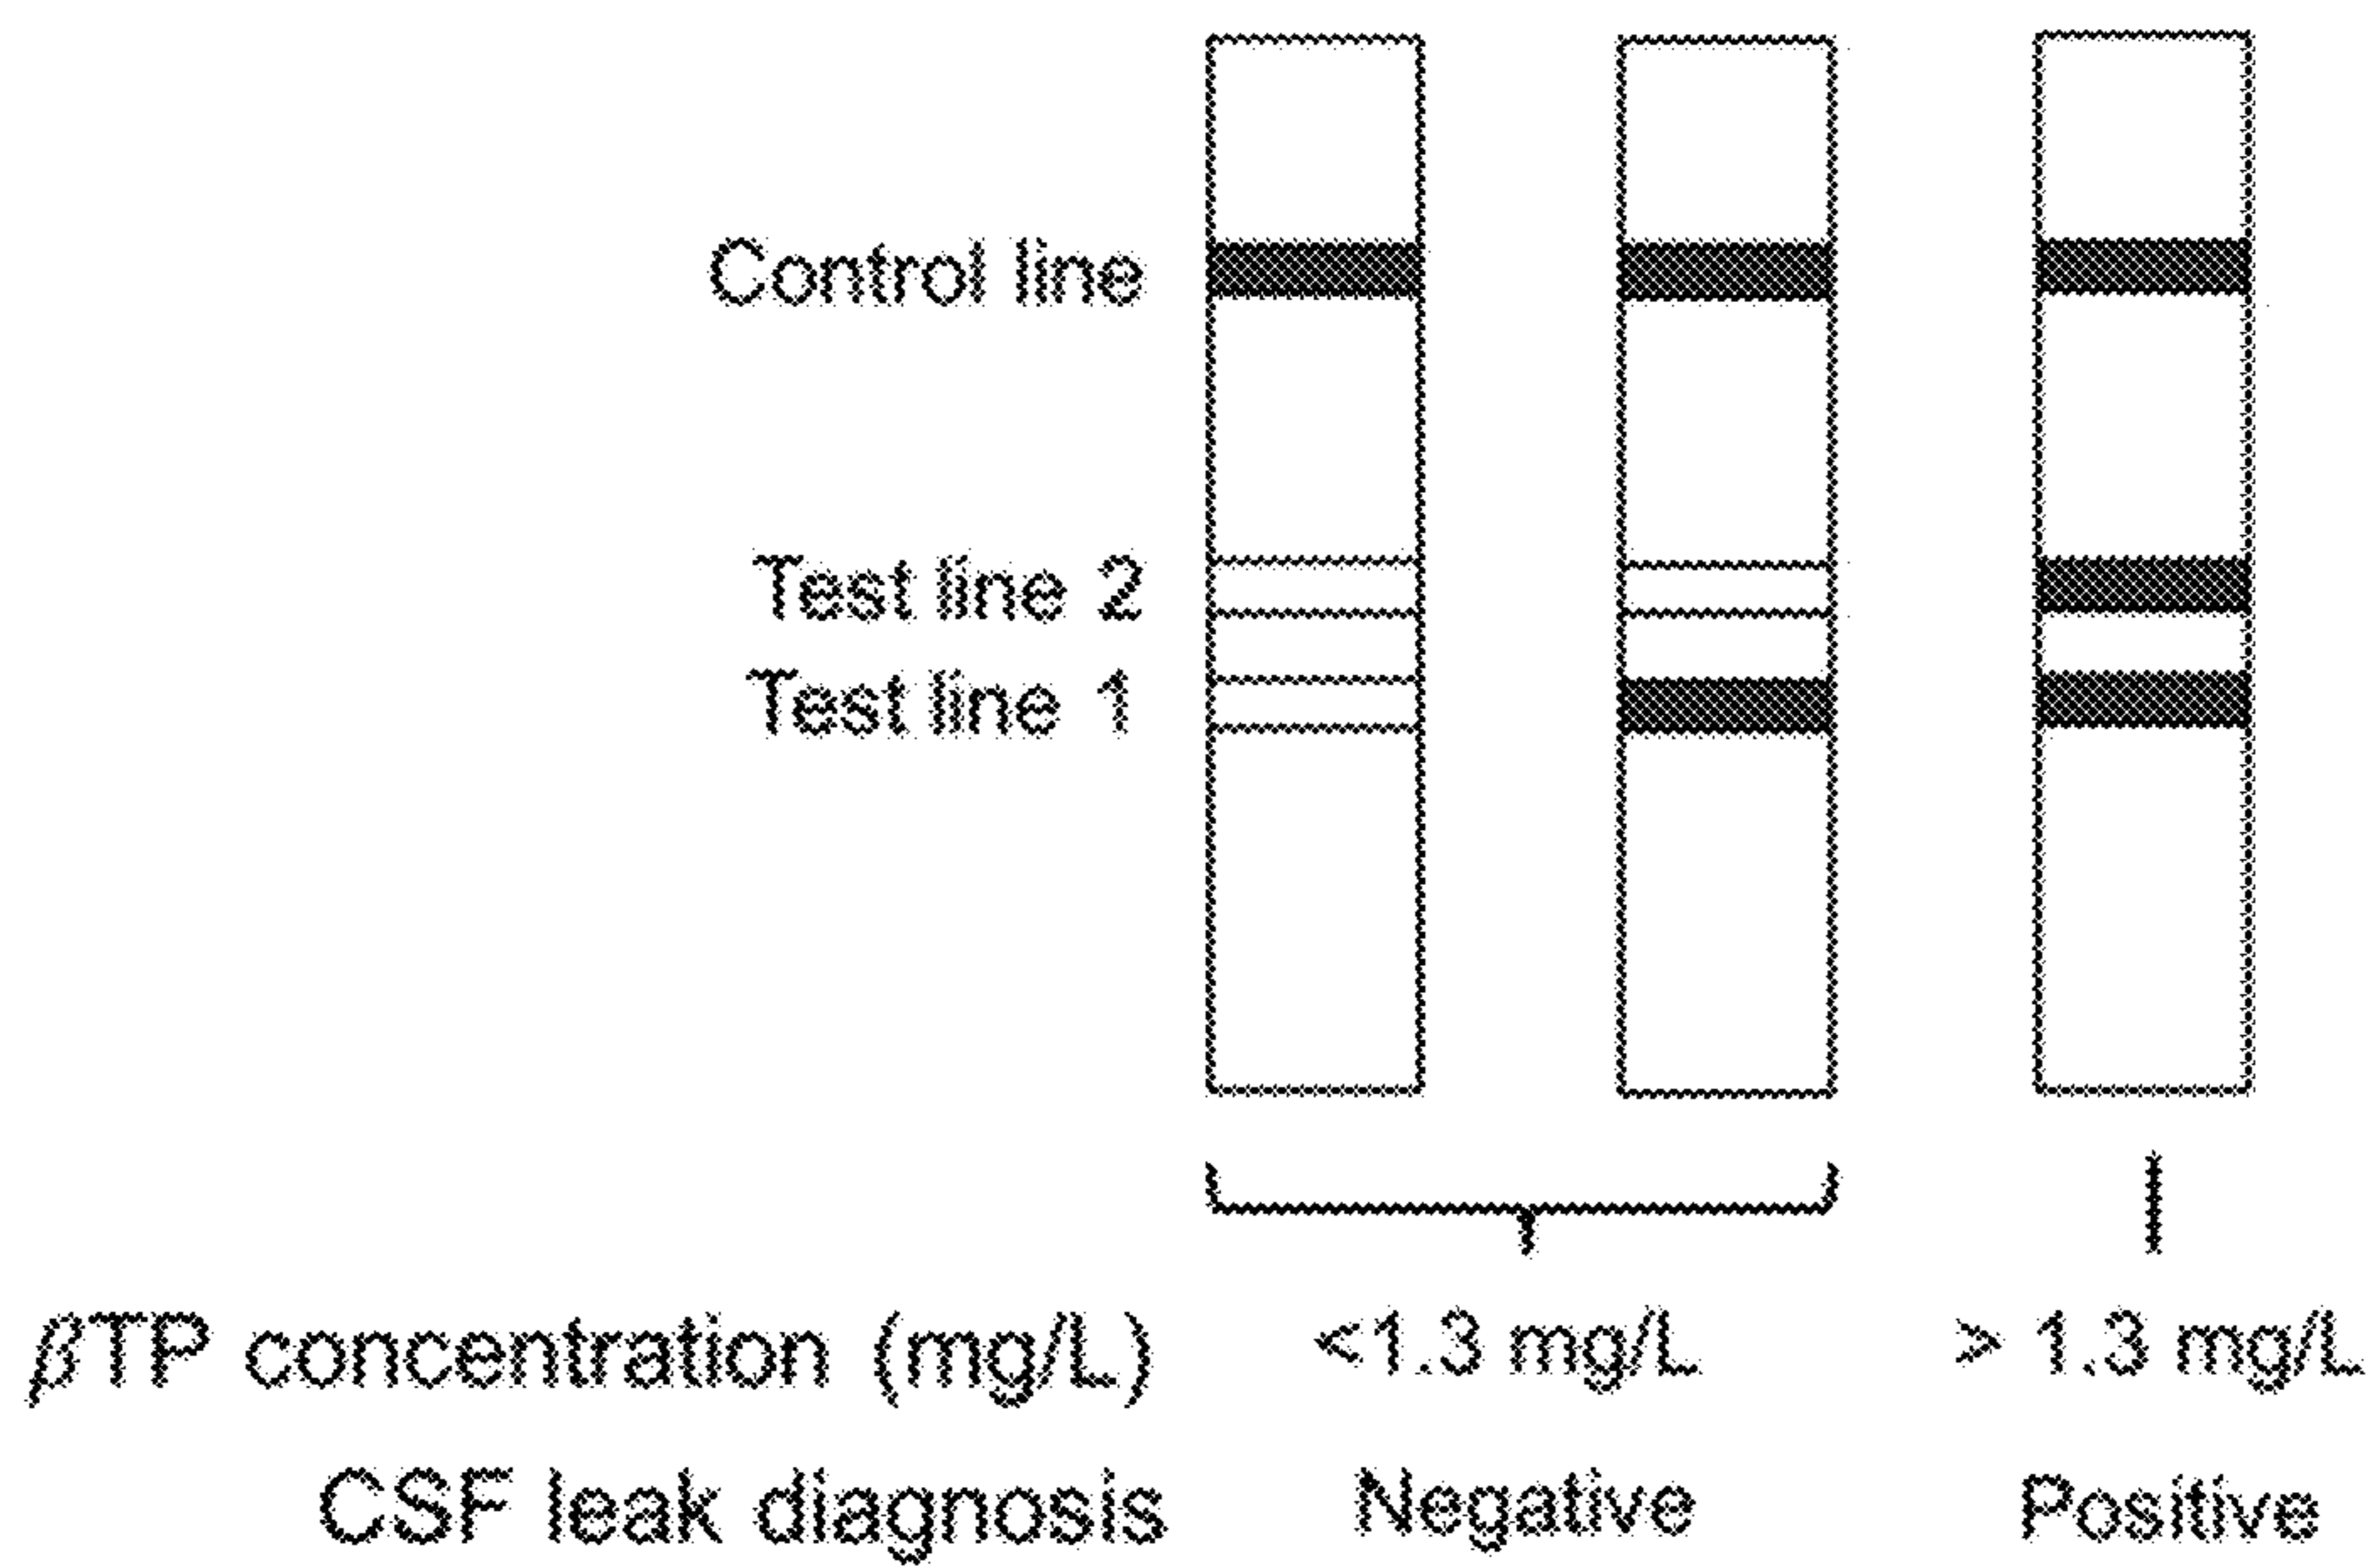 Control line
Test line 2
Test line 1
βTP concentration (mg/L) <1.3 mg/L > 1.3 mg/L
CSF leak diagnosis Negative Positive